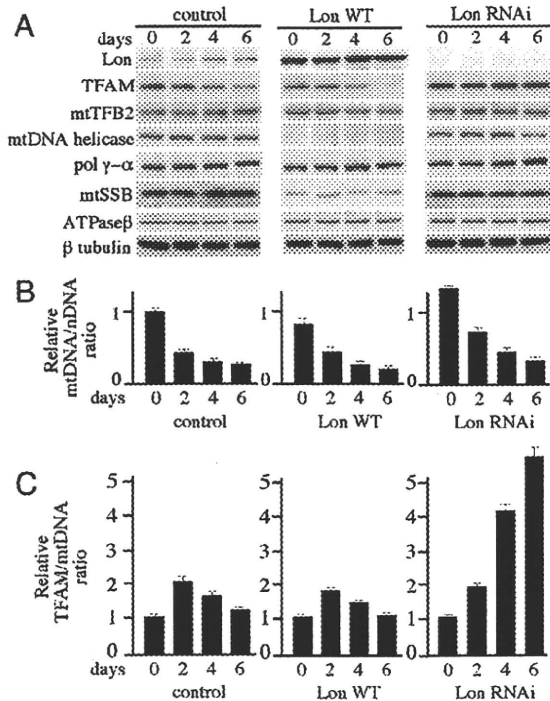 A
control
Lon WT
Lon RNAi
days 0 2 4 6
0 2 4 6
0 2 4 6
Lon
TFAM
mtTFB2
mtDNA helicase
pol γ-α
mtSSB
ATPaseβ
β tubulin
B
Relative
mtDNA/nDNA
ratio
1
0
1
0
1
0
days 0 2 4 6
0 2 4 6
0 2 4 6
control
Lon WT
Lon RNAi
C
Relative
TFAM/mtDNA
ratio
5
4
3
2
1
0
5
4
3
2
1
0
5
4
3
2
1
0
days 0 2 4 6
0 2 4 6
0 2 4 6
control
Lon WT
Lon RNAi